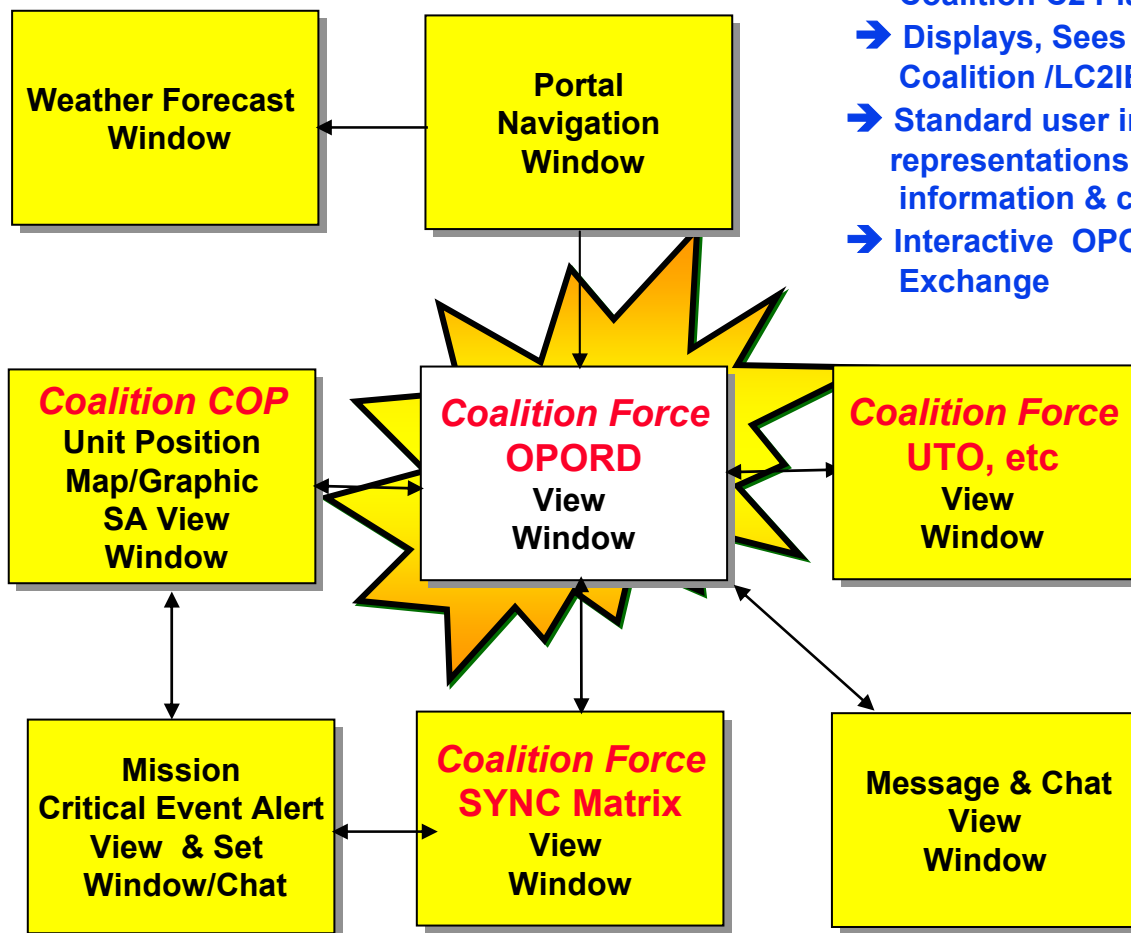 Coalition C2
Displays, Sees
Coalition /LC2IE
Standard user
representations
information &
Interactive
Exchange
Weather Forecast
Window
Portal
Navigation
Window
Coalition COP
Unit Position
Map/Graphic
SA View
Window
Coalition Force
OPORD
View
Window
Coalition Force
UTO, etc
View
Window
Mission
Critical Event Alert
View & Set
Window/Chat
Coalition Force
SYNC Matrix
View
Window
Message & Chat
View
Window